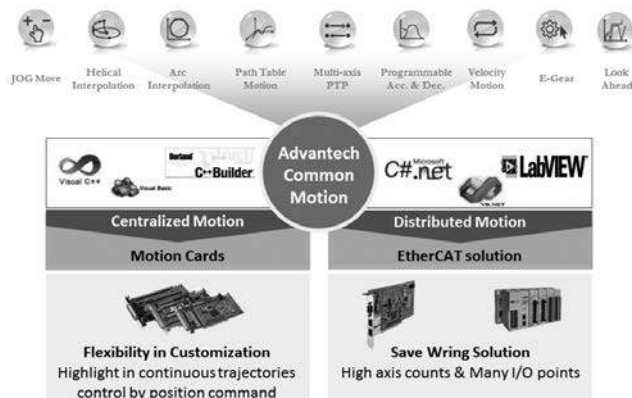 JOG Move
Helical
Interpolation
Arc
Interpolation
Path Table
Motion
Multi-axis
PTP
Programmable
Acc. & Dec.
Velocity
Motion
E-Gear
Look
Ahead
Visual C++
Visual Basic
Borland
C++Builder
Advantech
Common
Motion
Microsoft
C#.net
VB.NET
LabVIEW
Centralized Motion
Distributed Motion
Motion Cards
EtherCAT solution
Flexibility in Customization
Highlight in continuous trajectories
control by position command
Save Wring Solution
High axis counts & Many I/O points